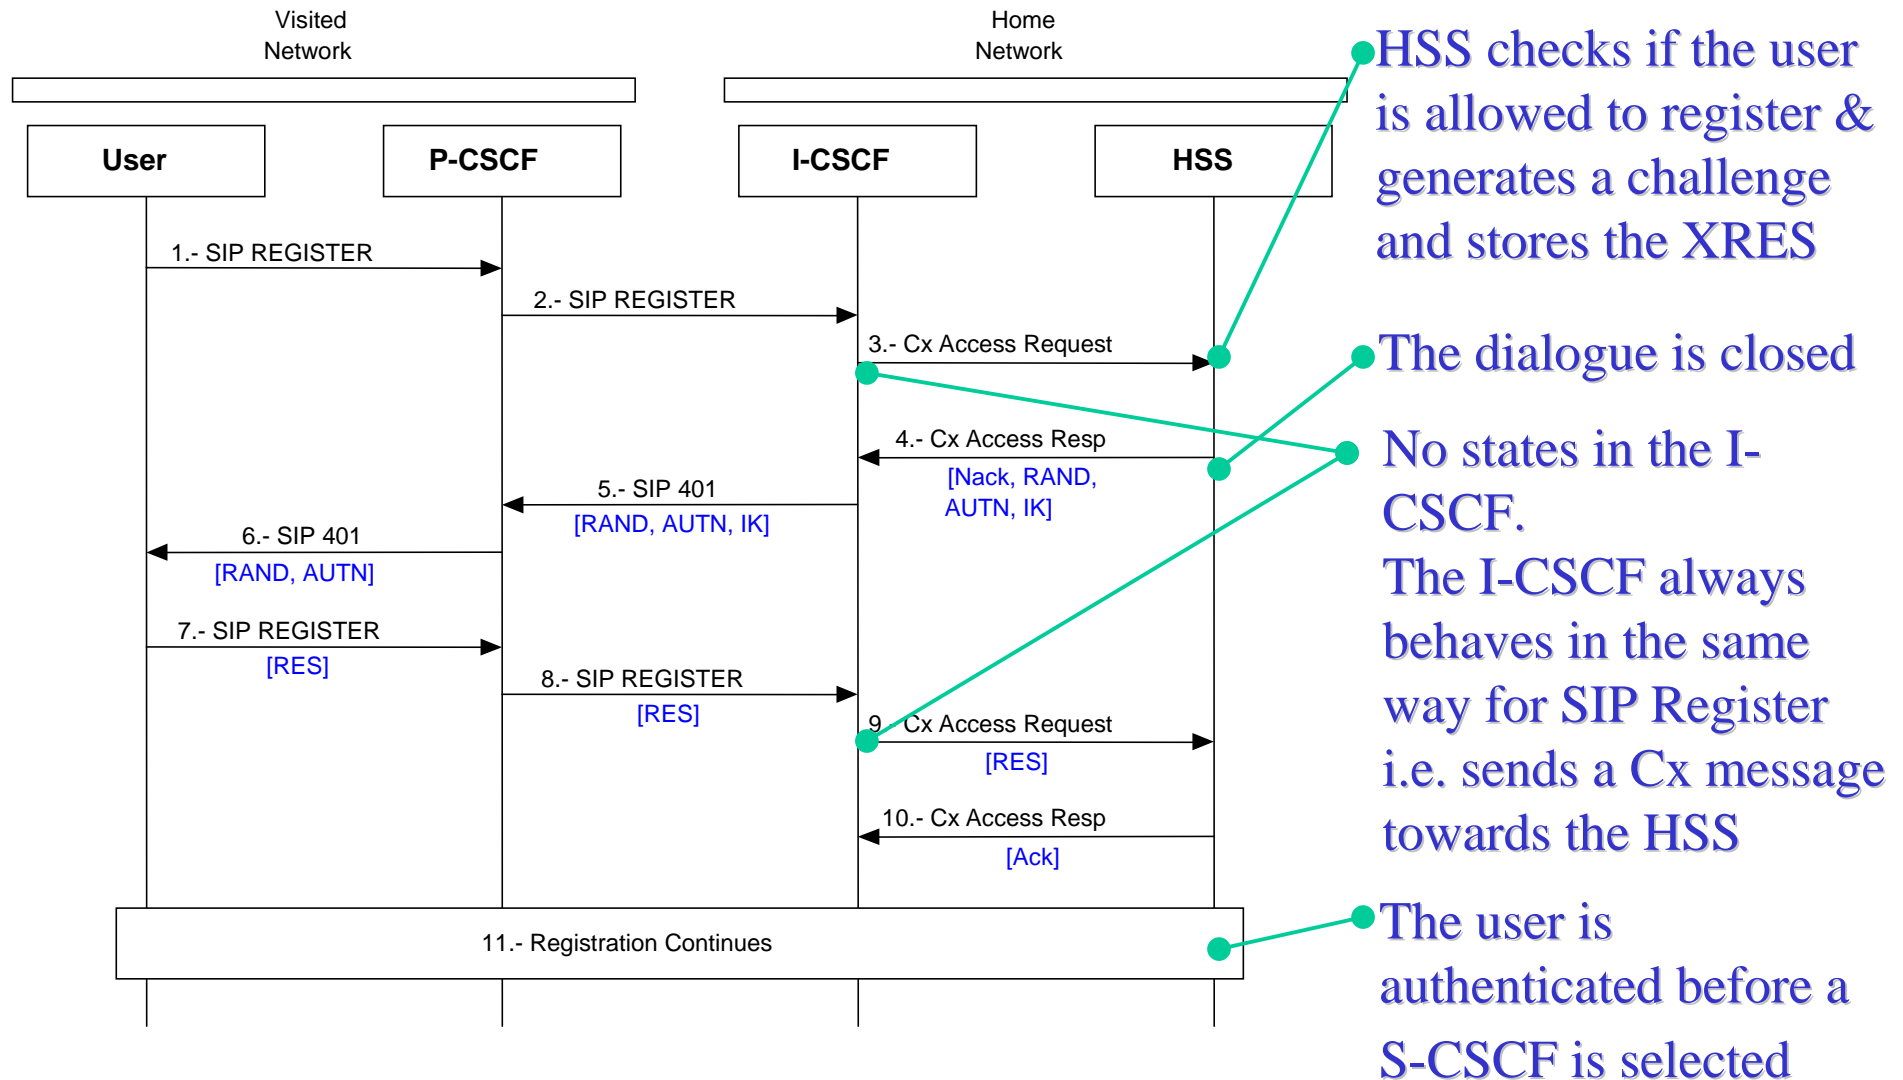 Visited
Network
Home
Network
User
P-CSCF
I-CSCF
HSS
1.- SIP REGISTER
2.- SIP REGISTER
3.- Cx Access Request
4.- Cx Access Resp
[Nack, RAND,
AUTN, IK]
5.- SIP 401
[RAND, AUTN, IK]
6.- SIP 401
[RAND, AUTN]
7.- SIP REGISTER
[RES]
8.- SIP REGISTER
[RES]
9.- Cx Access Request
[RES]
10.- Cx Access Resp
[Ack]
11.- Registration Continues
HSS checks if the user
is allowed to register &
generates a challenge
and stores the XRES
The dialogue is closed
No states in the I-
CSCF.
The I-CSCF always
behaves in the same
way for SIP Register
i.e. sends a Cx message
towards the HSS
The user is
authenticated before a
S-CSCF is selected